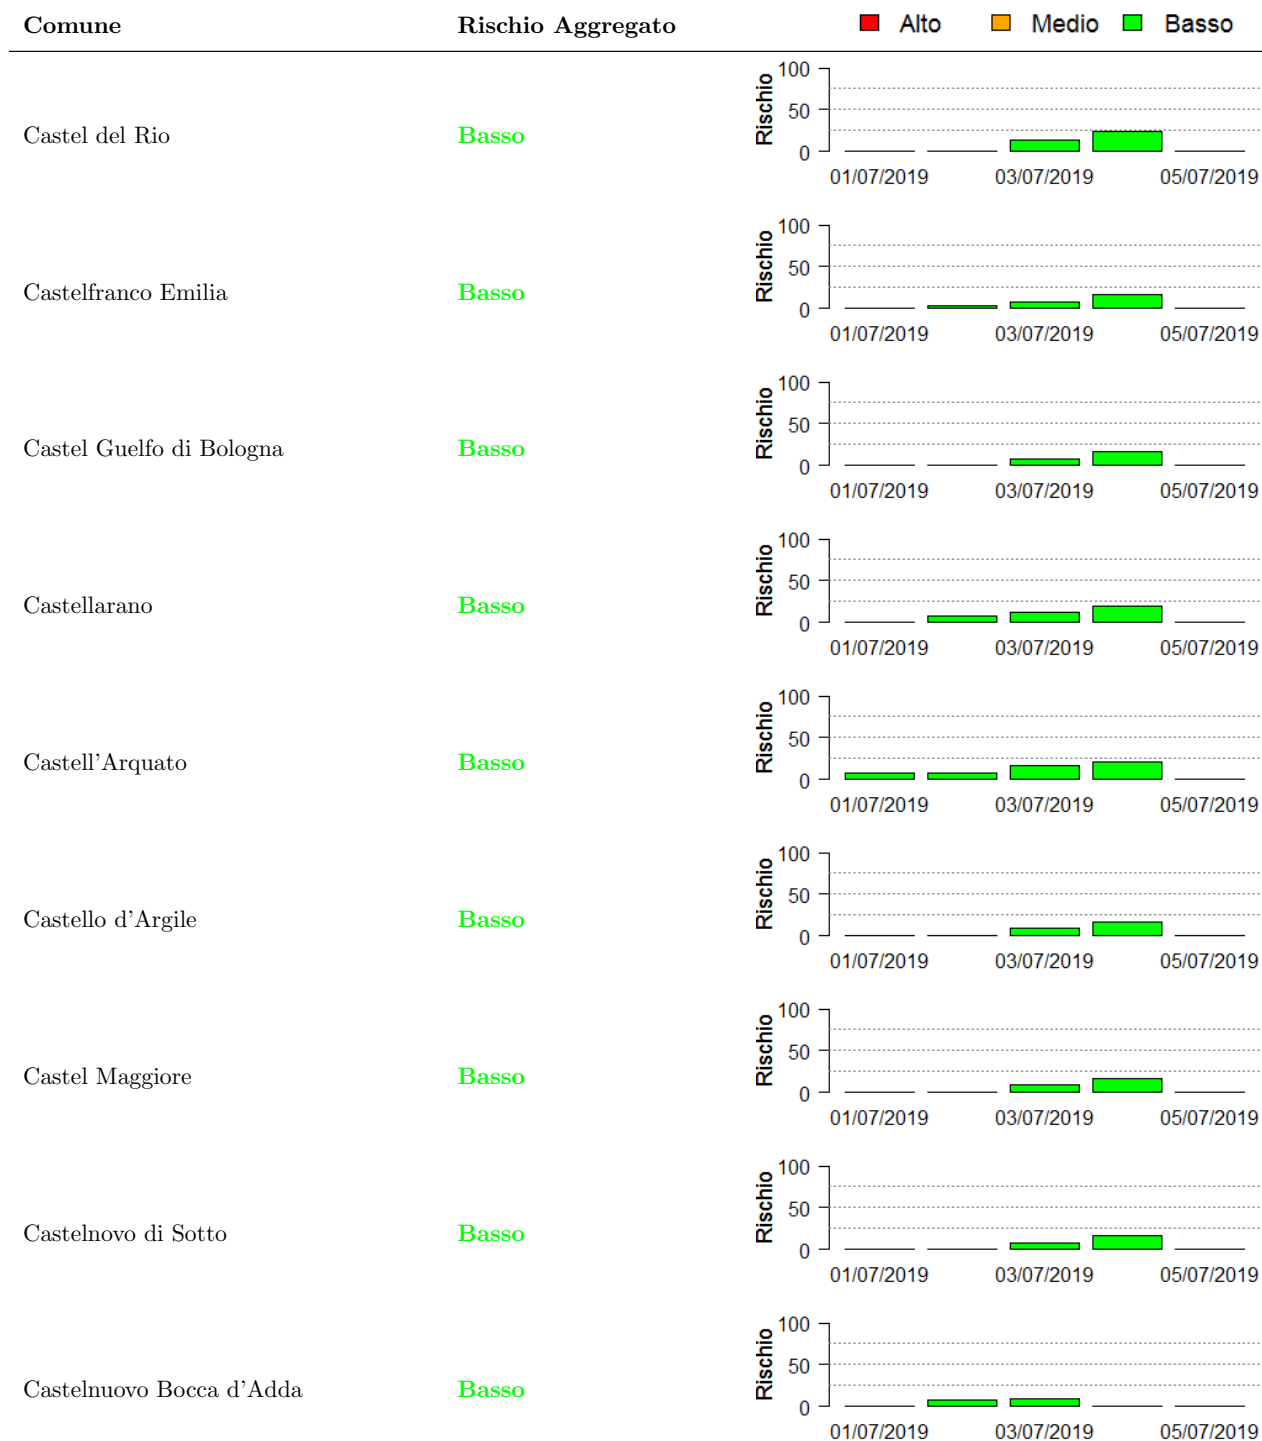 Comune Rischio Aggregato Alto Medio Basso
Castel del Rio Basso Rischio 100 50 0
01/07/2019 03/07/2019 05/07/2019
Castelfranco Emilia Basso Rischio 100 50 0
01/07/2019 03/07/2019 05/07/2019
Castel Guelfo di Bologna Basso Rischio 100 50 0
01/07/2019 03/07/2019 05/07/2019
Castellarano Basso Rischio 100 50 0
01/07/2019 03/07/2019 05/07/2019
Castell'Arquato Basso Rischio 100 50 0
01/07/2019 03/07/2019 05/07/2019
Castello d'Argile Basso Rischio 100 50 0
01/07/2019 03/07/2019 05/07/2019
Castel Maggiore Basso Rischio 100 50 0
01/07/2019 03/07/2019 05/07/2019
Castelnovo di Sotto Basso Rischio 100 50 0
01/07/2019 03/07/2019 05/07/2019
Castelnuovo Bocca d'Adda Basso Rischio 100 50 0
01/07/2019 03/07/2019 05/07/2019